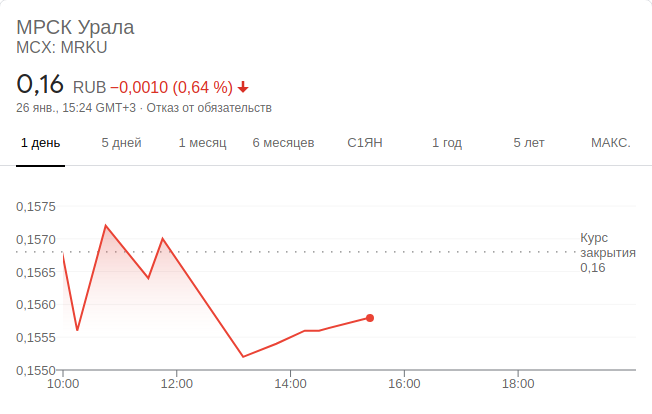 МРСК Урала
MCX: MRKU
0,16 RUB −0,0010 (0,64 %)
26 янв., 15:24 GMT+3 · Отказ от обязательств
1 день 5 дней 1 месяц 6 месяцев С1ЯН 1 год 5 лет МАКС.
0,1575
0,1570
0,1565
0,1560
0,1555
0,1550
Курс
закрытия
0,16
10:00 12:00 14:00 16:00 18:00